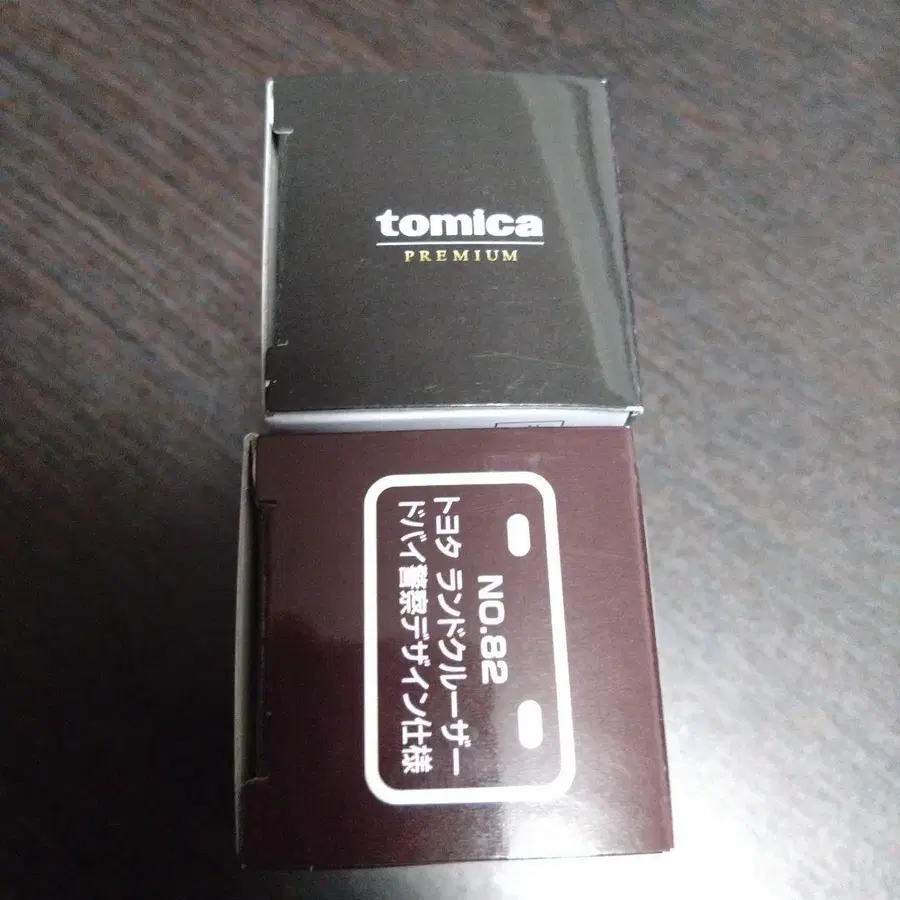 tomica
PREMIUM
NO.82
トヨタ ランドクルーザー
ドバイ警察デザイン仕様